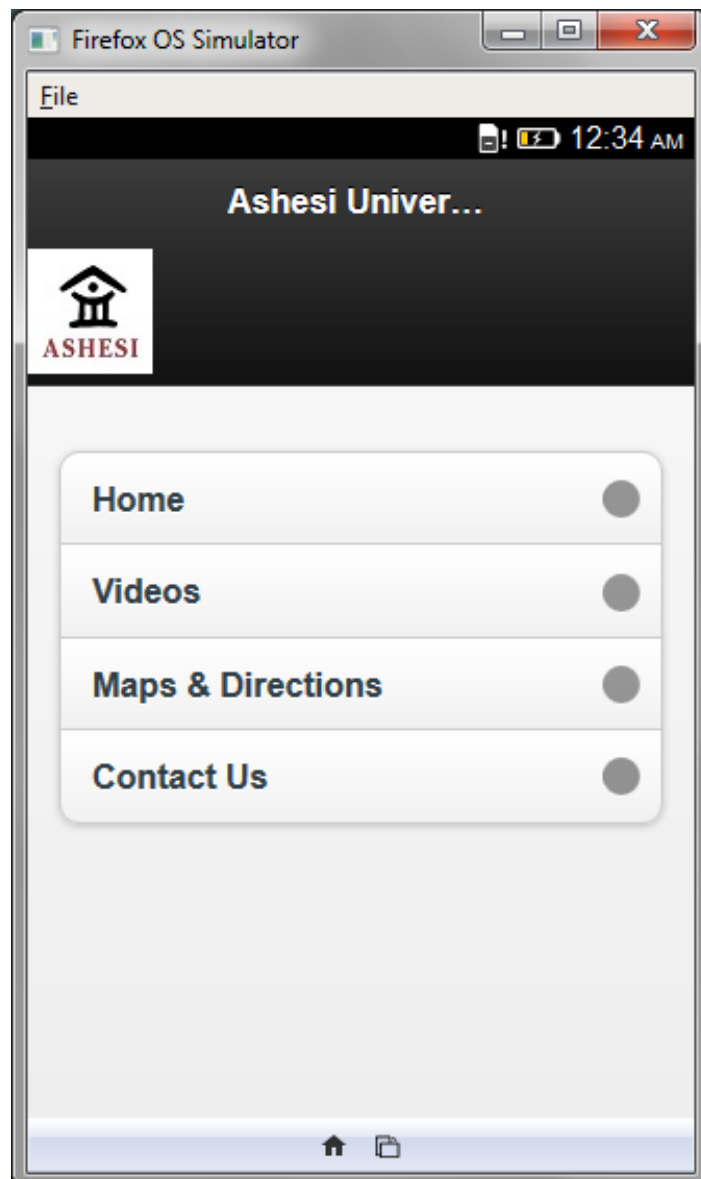 Firefox OS Simulator
File
12:34 AM
Ashesi Univer...
ASHESI
Home
Videos
Maps & Directions
Contact Us